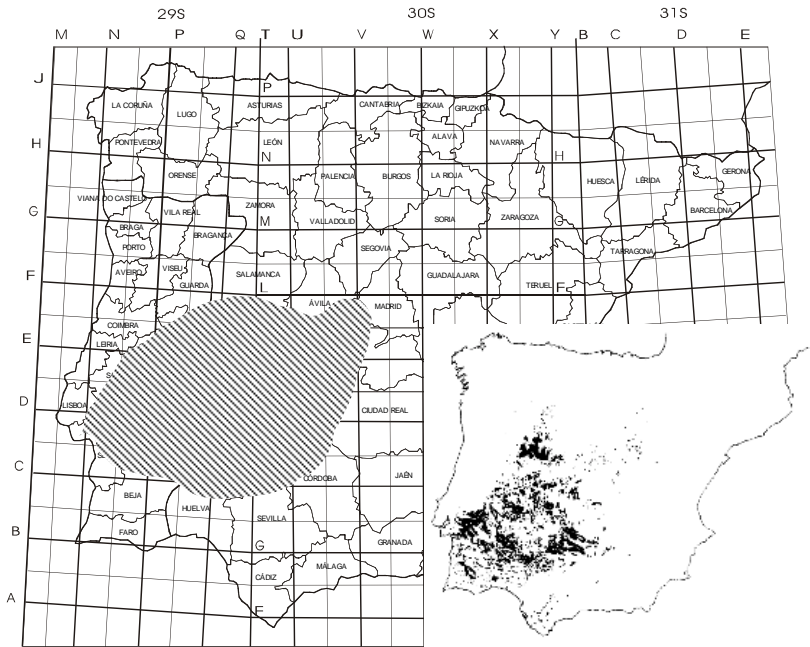 29S 30S 31S
M N P Q T U V W X Y B C D E
J
P
LA CORUÑA LUGO ASTURIAS CANTABRIA BIZKAIA GIPUZKOA
H PONTEVEDRA LEÓN ALAVA NAVARRA
N H
ORENSE PALENCIA BURGOS LA RIOJA HUESCA LÉRIDA GERONA
VIANA DO CASTELO ZAMORA
G VILA REAL M VALLADOLID SORIA ZARAGOZA G BARCELONA
BRAGA BRAGANÇA
PORTO SEGOVIA TARRAGONA
AVEIRO VISEU SALAMANCA GUADALAJARA
F GUARDA L TERUEL F
ÁVILA MADRID
COIMBRA
E LEIRIA
D LISBOA CIUDAD REAL
C CÓRDOBA JAÉN
BEJA HUELVA
SEVILLA
B FARO G GRANADA
CÁDIZ MÁLAGA
A F